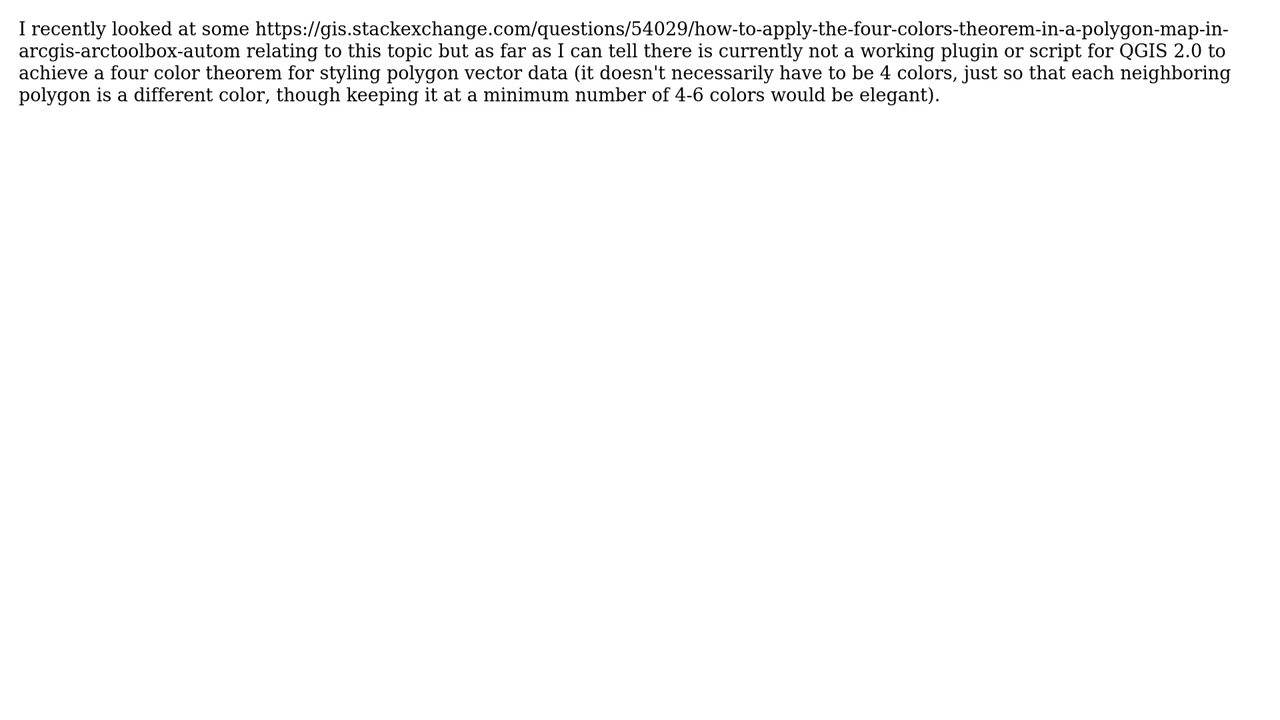 I recently looked at some https://gis.stackexchange.com/questions/54029/how-to-apply-the-four-colors-theorem-in-a-polygon-map-in-
arcgis-arctoolbox-autom relating to this topic but as far as I can tell there is currently not a working plugin or script for QGIS 2.0 to
achieve a four color theorem for styling polygon vector data (it doesn't necessarily have to be 4 colors, just so that each neighboring
polygon is a different color, though keeping it at a minimum number of 4-6 colors would be elegant).